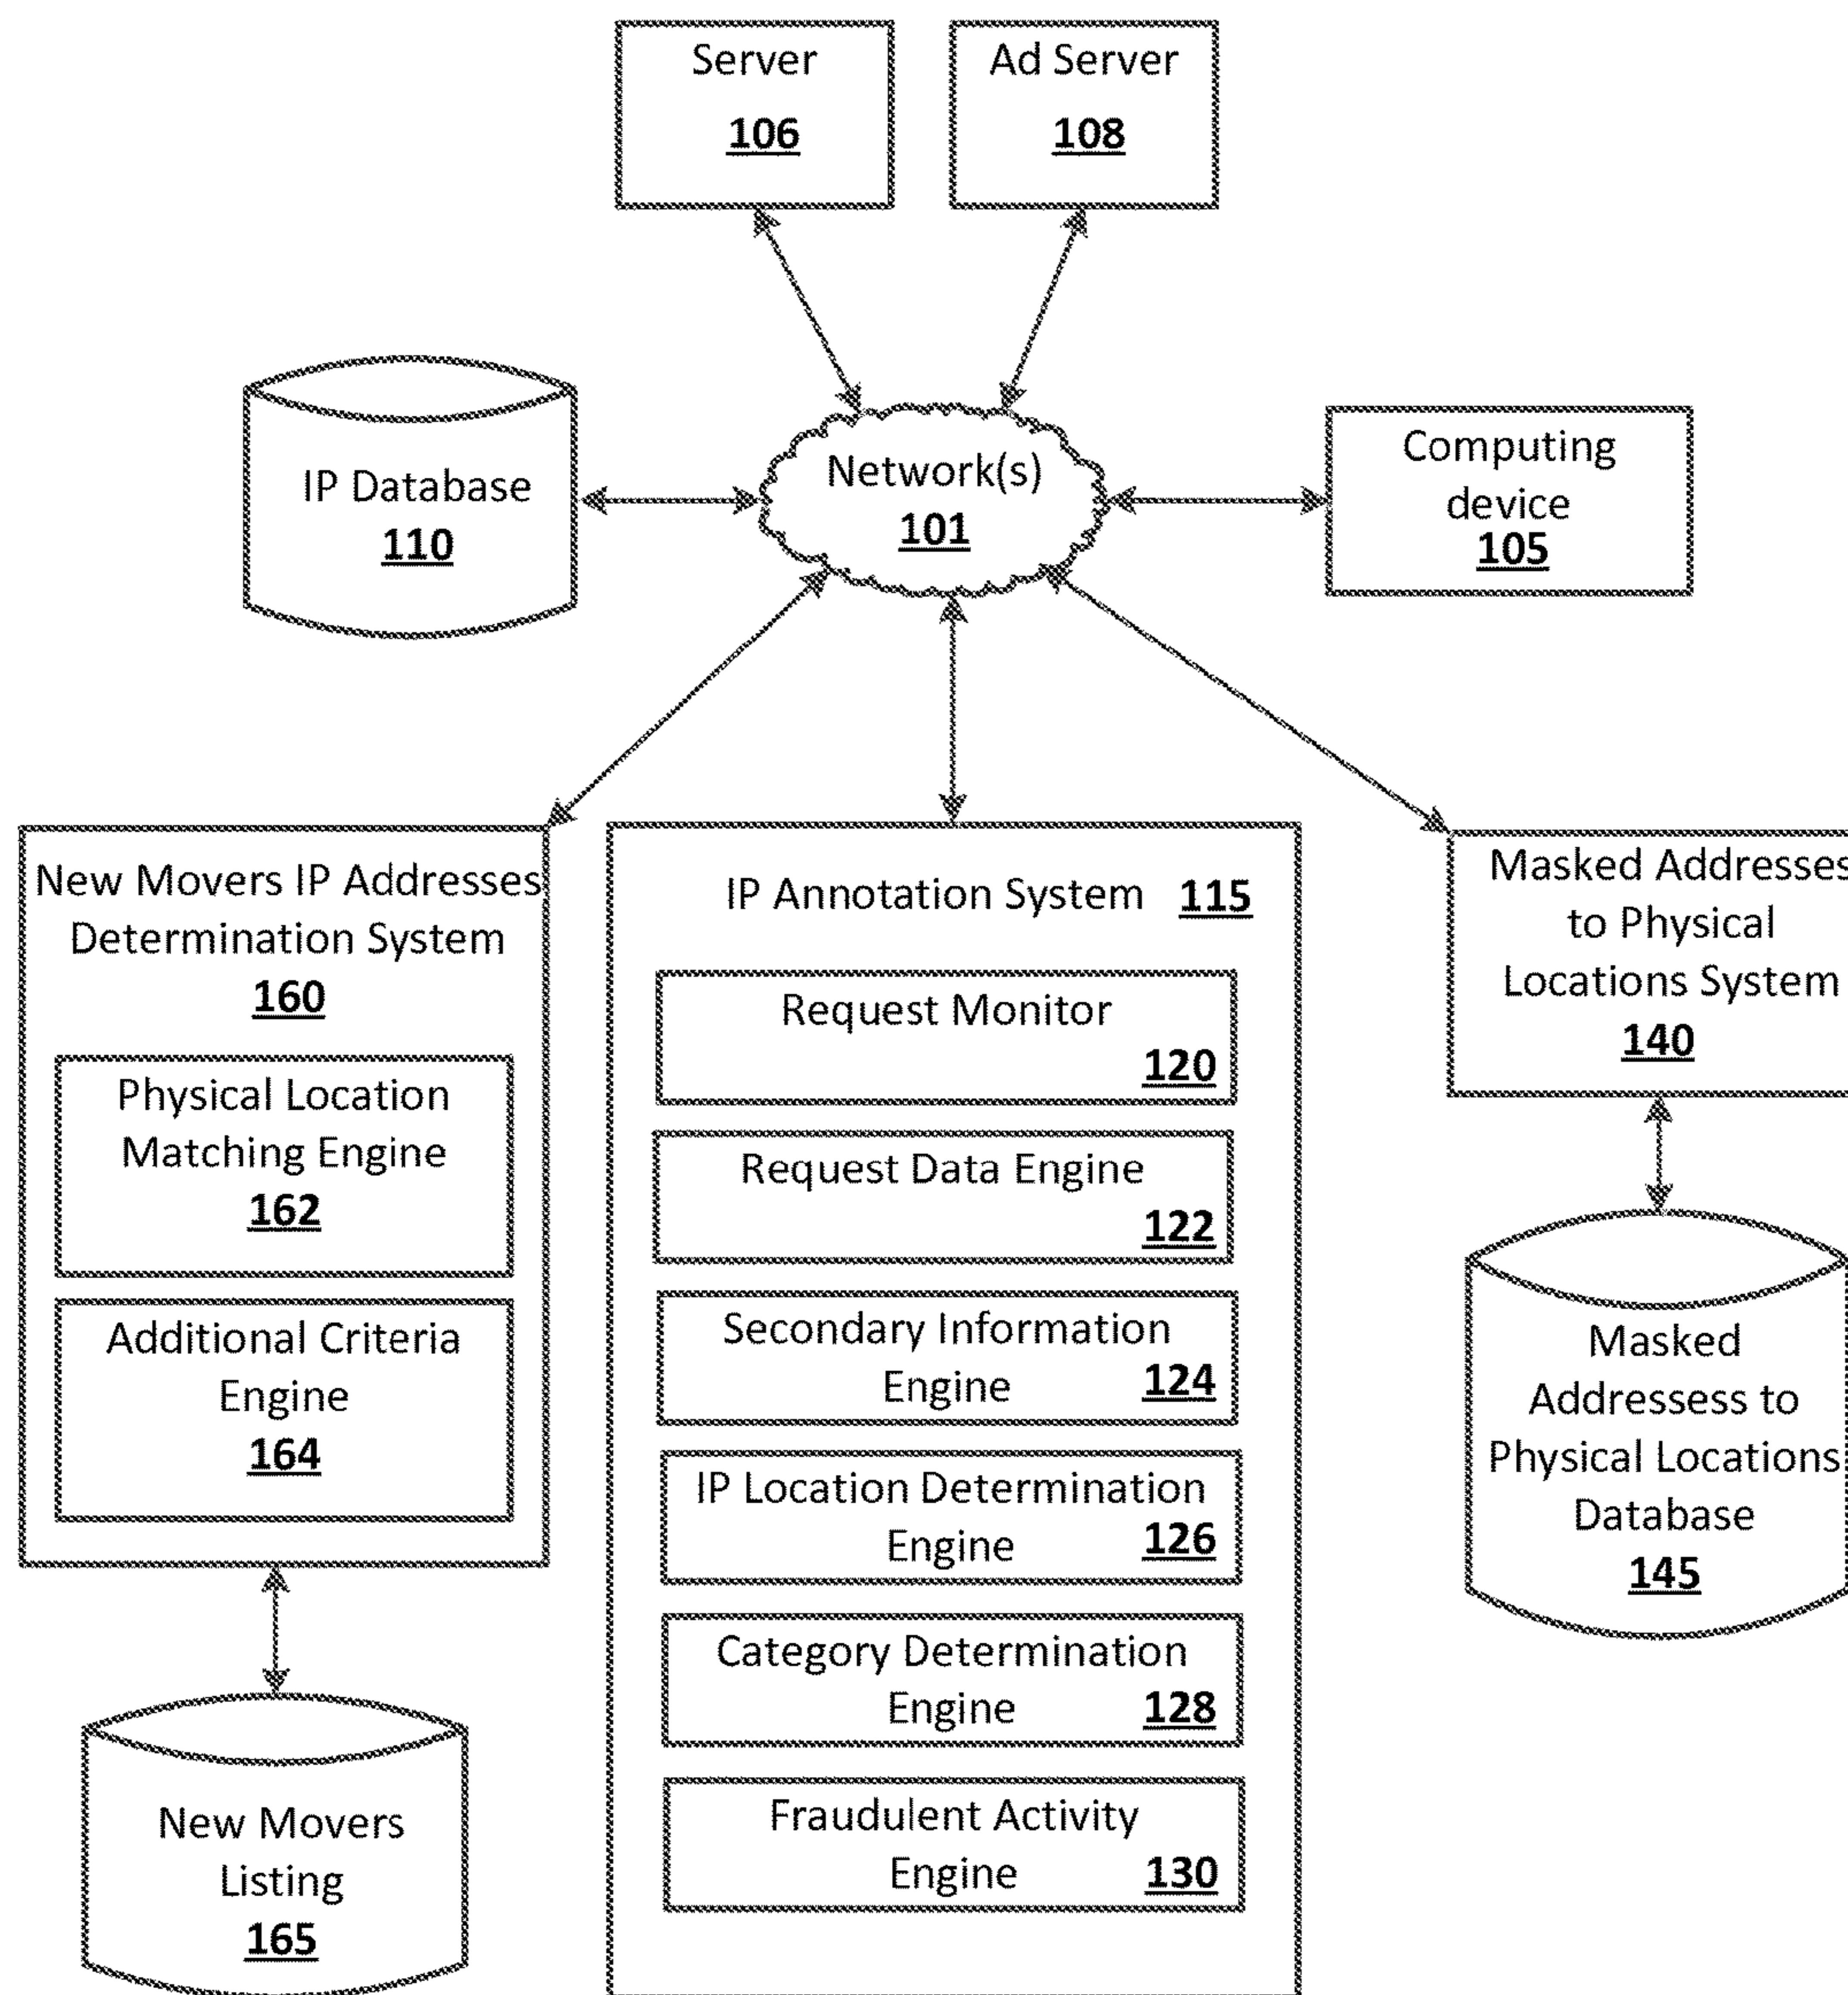 Server
106
Ad Server
108
IP Database
110
Network(s)
101
Computing
device
105
New Movers IP Addresses
Determination System
160
Physical Location
Matching Engine
162
Additional Criteria
Engine
164
New Movers
Listing
165
IP Annotation System 115
Request Monitor
120
Request Data Engine
122
Secondary Information
Engine 124
IP Location Determination
Engine 126
Category Determination
Engine 128
Fraudulent Activity
Engine 130
Masked Addresses
to Physical
Locations System
140
Masked
Addressess to
Physical Locations
Database
145